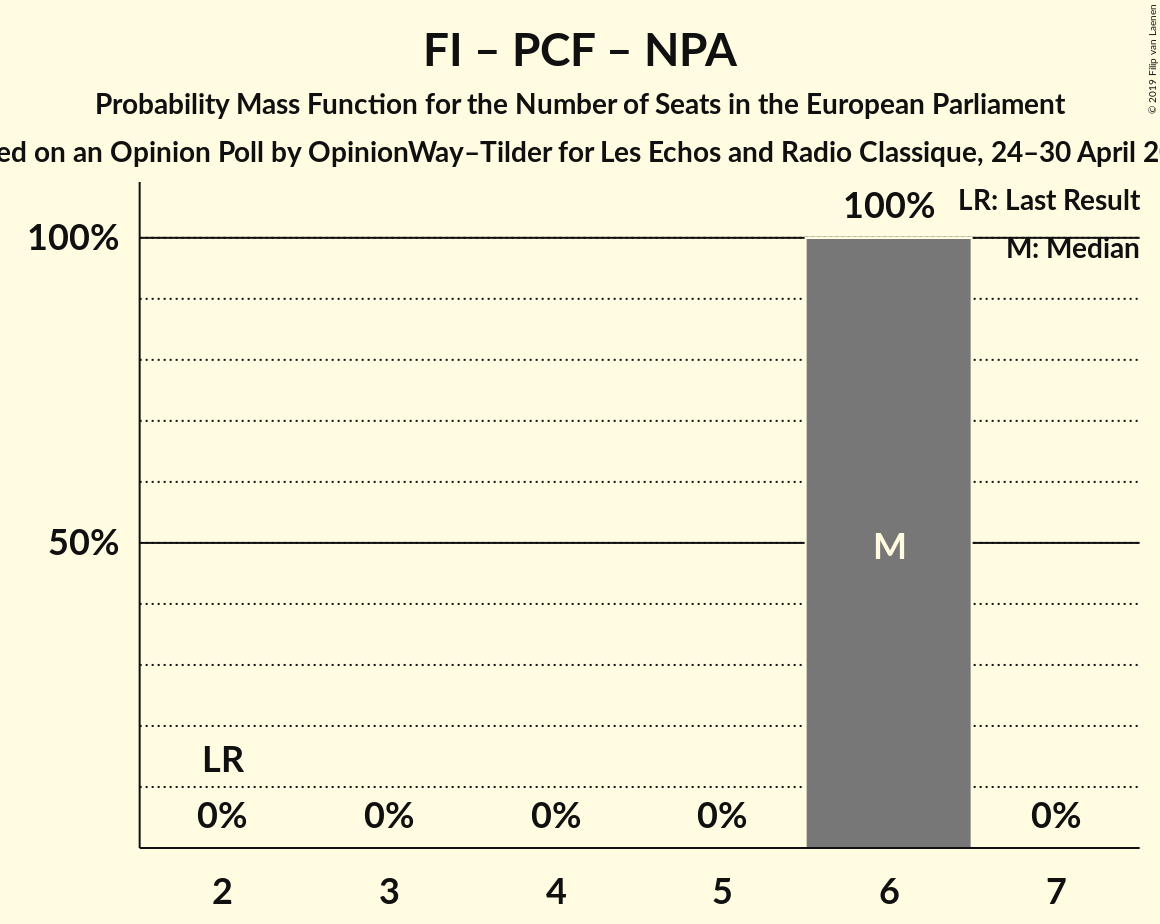 FI – PCF – NPA
Probability Mass Function for the Number of Seats in the European Parliament
on an Opinion Poll by OpinionWay–Tilder for Les Echos and Radio Classique, 24–30 April
© 2019 Filip van Laenen
LR: Last Result
M: Median
100%
100%
50%
M
LR
0%
0%
0%
0%
0%
2
3
4
5
6
7